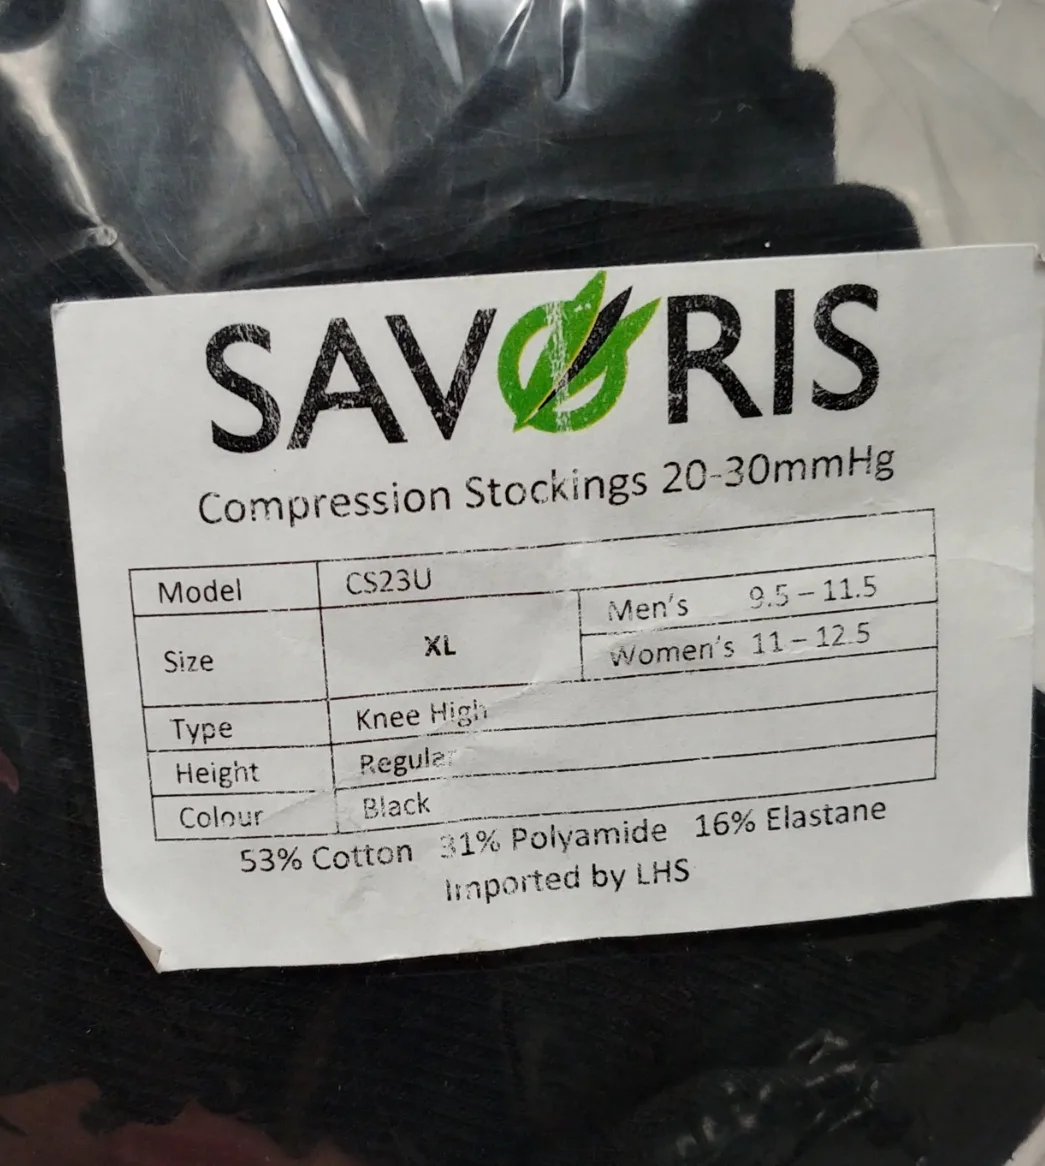 SAVORIS
Compression Stockings 20-30mmHg
Model CS23U
Size XL Men's 9.5 – 11.5
Women's 11 – 12.5
Type Knee High
Height Regular
Colour Black
53% Cotton 31% Polyamide 16% Elastane
Imported by LHS